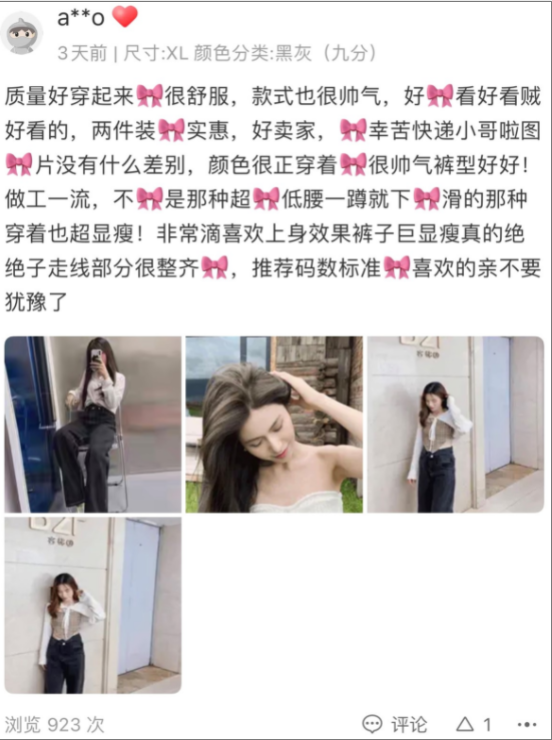 a**o
3天前 | 尺寸:XL 颜色分类:黑灰（九分）
质量好穿起来🎀很舒服，款式也很帅气，好🎀看好看贼
好看的，两件装🎀实惠，好卖家，🎀幸苦快递小哥啦图
🎀片没有什么差别，颜色很正穿着🎀很帅气裤型好好！
做工一流，不🎀是那种超🎀低腰一蹲就下🎀滑的那种
穿着也超显瘦！非常滴喜欢上身效果裤子巨显瘦真的绝
绝子走线部分很整齐🎀，推荐码数标准🎀喜欢的亲不要
犹豫了
浏览 923 次
评论
1